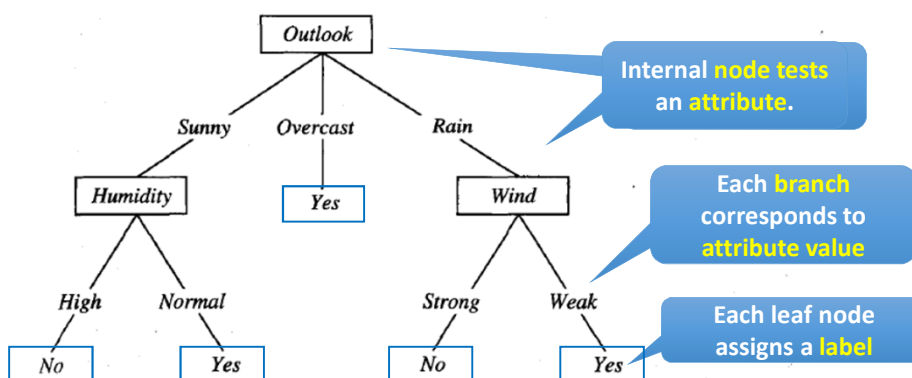 Outlook
Internal node tests
an attribute.
Sunny
Overcast
Rain
Humidity
Yes
Wind
Each branch
corresponds to
attribute value
High
Normal
Strong
Weak
Each leaf node
assigns a label
No
Yes
No
Yes